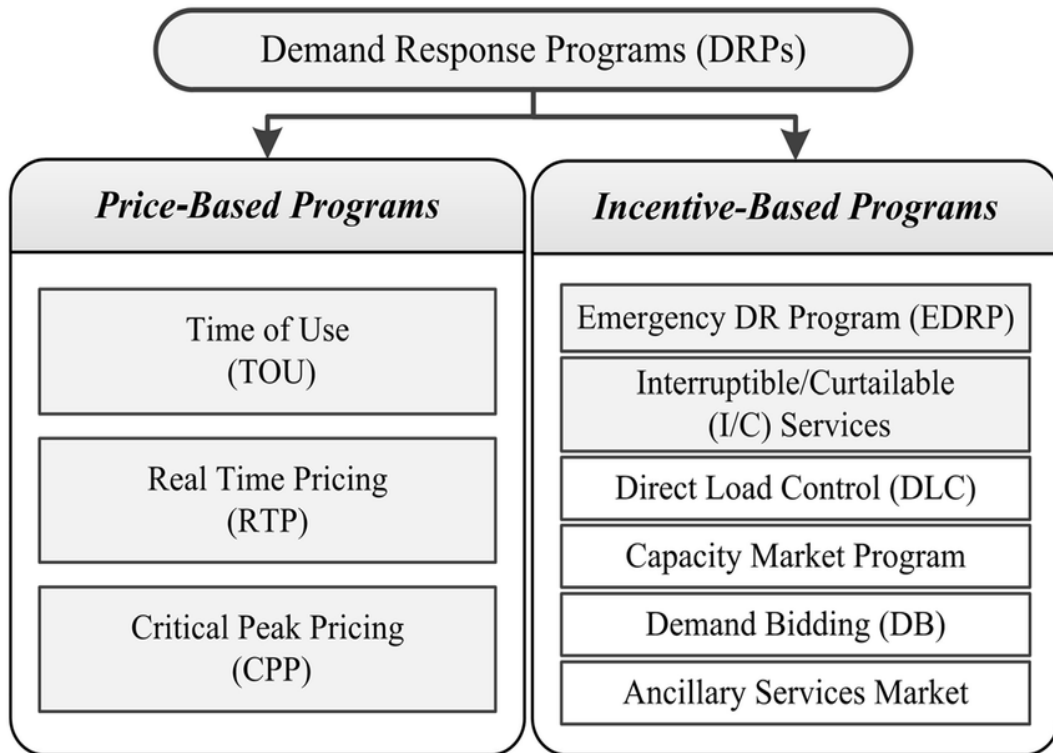 Demand Response Programs (DRPs)
Price-Based Programs
Time of Use
(TOU)
Real Time Pricing
(RTP)
Critical Peak Pricing
(CPP)
Incentive-Based Programs
Emergency DR Program (EDRP)
Interruptible/Curtailable
(I/C) Services
Direct Load Control (DLC)
Capacity Market Program
Demand Bidding (DB)
Ancillary Services Market